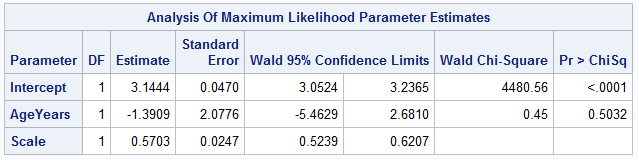 Analysis Of Maximum Likelihood Parameter Estimates
Parameter DF Estimate Standard Error Wald 95% Confidence Limits Wald Chi-Square Pr > ChiSq
Intercept 1 3.1444 0.0470 3.0524 3.2365 4480.56 <.0001
AgeYears 1 -1.3909 2.0776 -5.4629 2.6810 0.45 0.5032
Scale 1 0.5703 0.0247 0.5239 0.6207